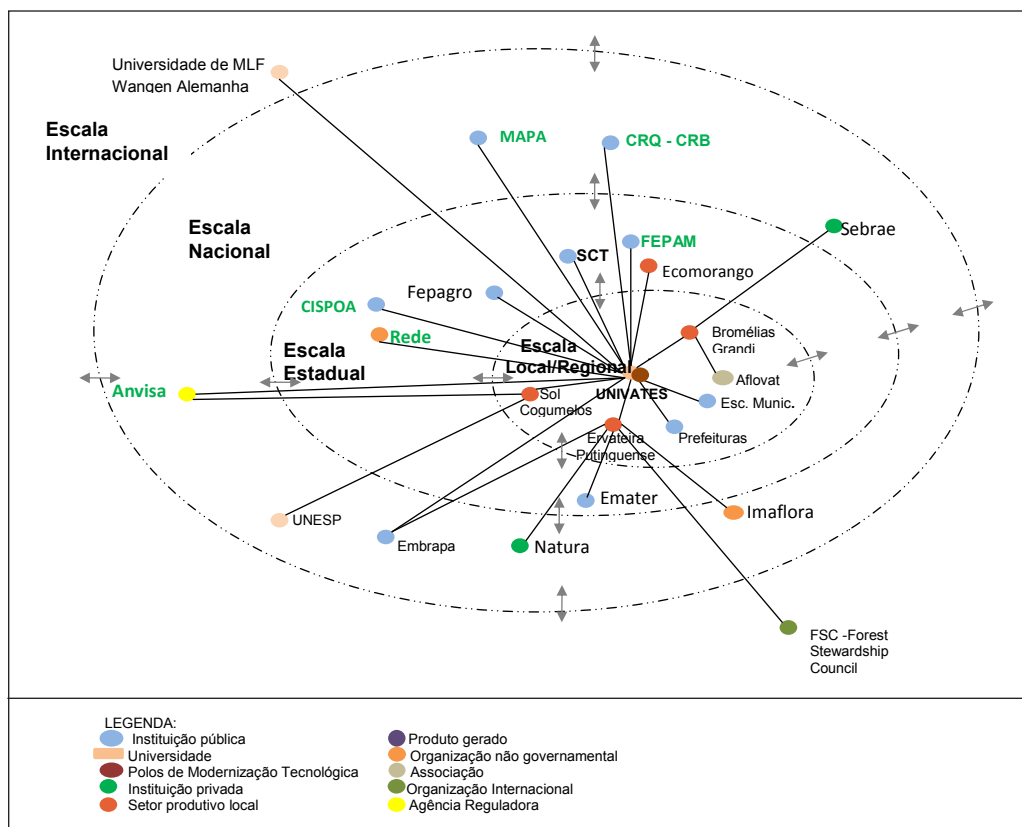 Universidade de MLF
Wangen Alemanha
Escala
Internacional
MAPA
CRQ - CRB
Escala
Nacional
Sebrae
SCT
FEPAM
Ecomorango
Fepagro
CISPOA
Rede
Escala
Estadual
Escala
Local/Regional
Bromélias
Grandi
Anvisa
Sol
Cogumelos
UNIVATES
Aflovat
Esc. Munic.
Ervateira
Putinguense
Prefeituras
UNESP
Embrapa
Emater
Natura
Imaflora
FSC -Forest
Stewardship
Council
LEGENDA:
Instituição pública
Universidade
Polos de Modernização Tecnológica
Instituição privada
Setor produtivo local
Produto gerado
Organização não governamental
Associação
Organização Internacional
Agência Reguladora